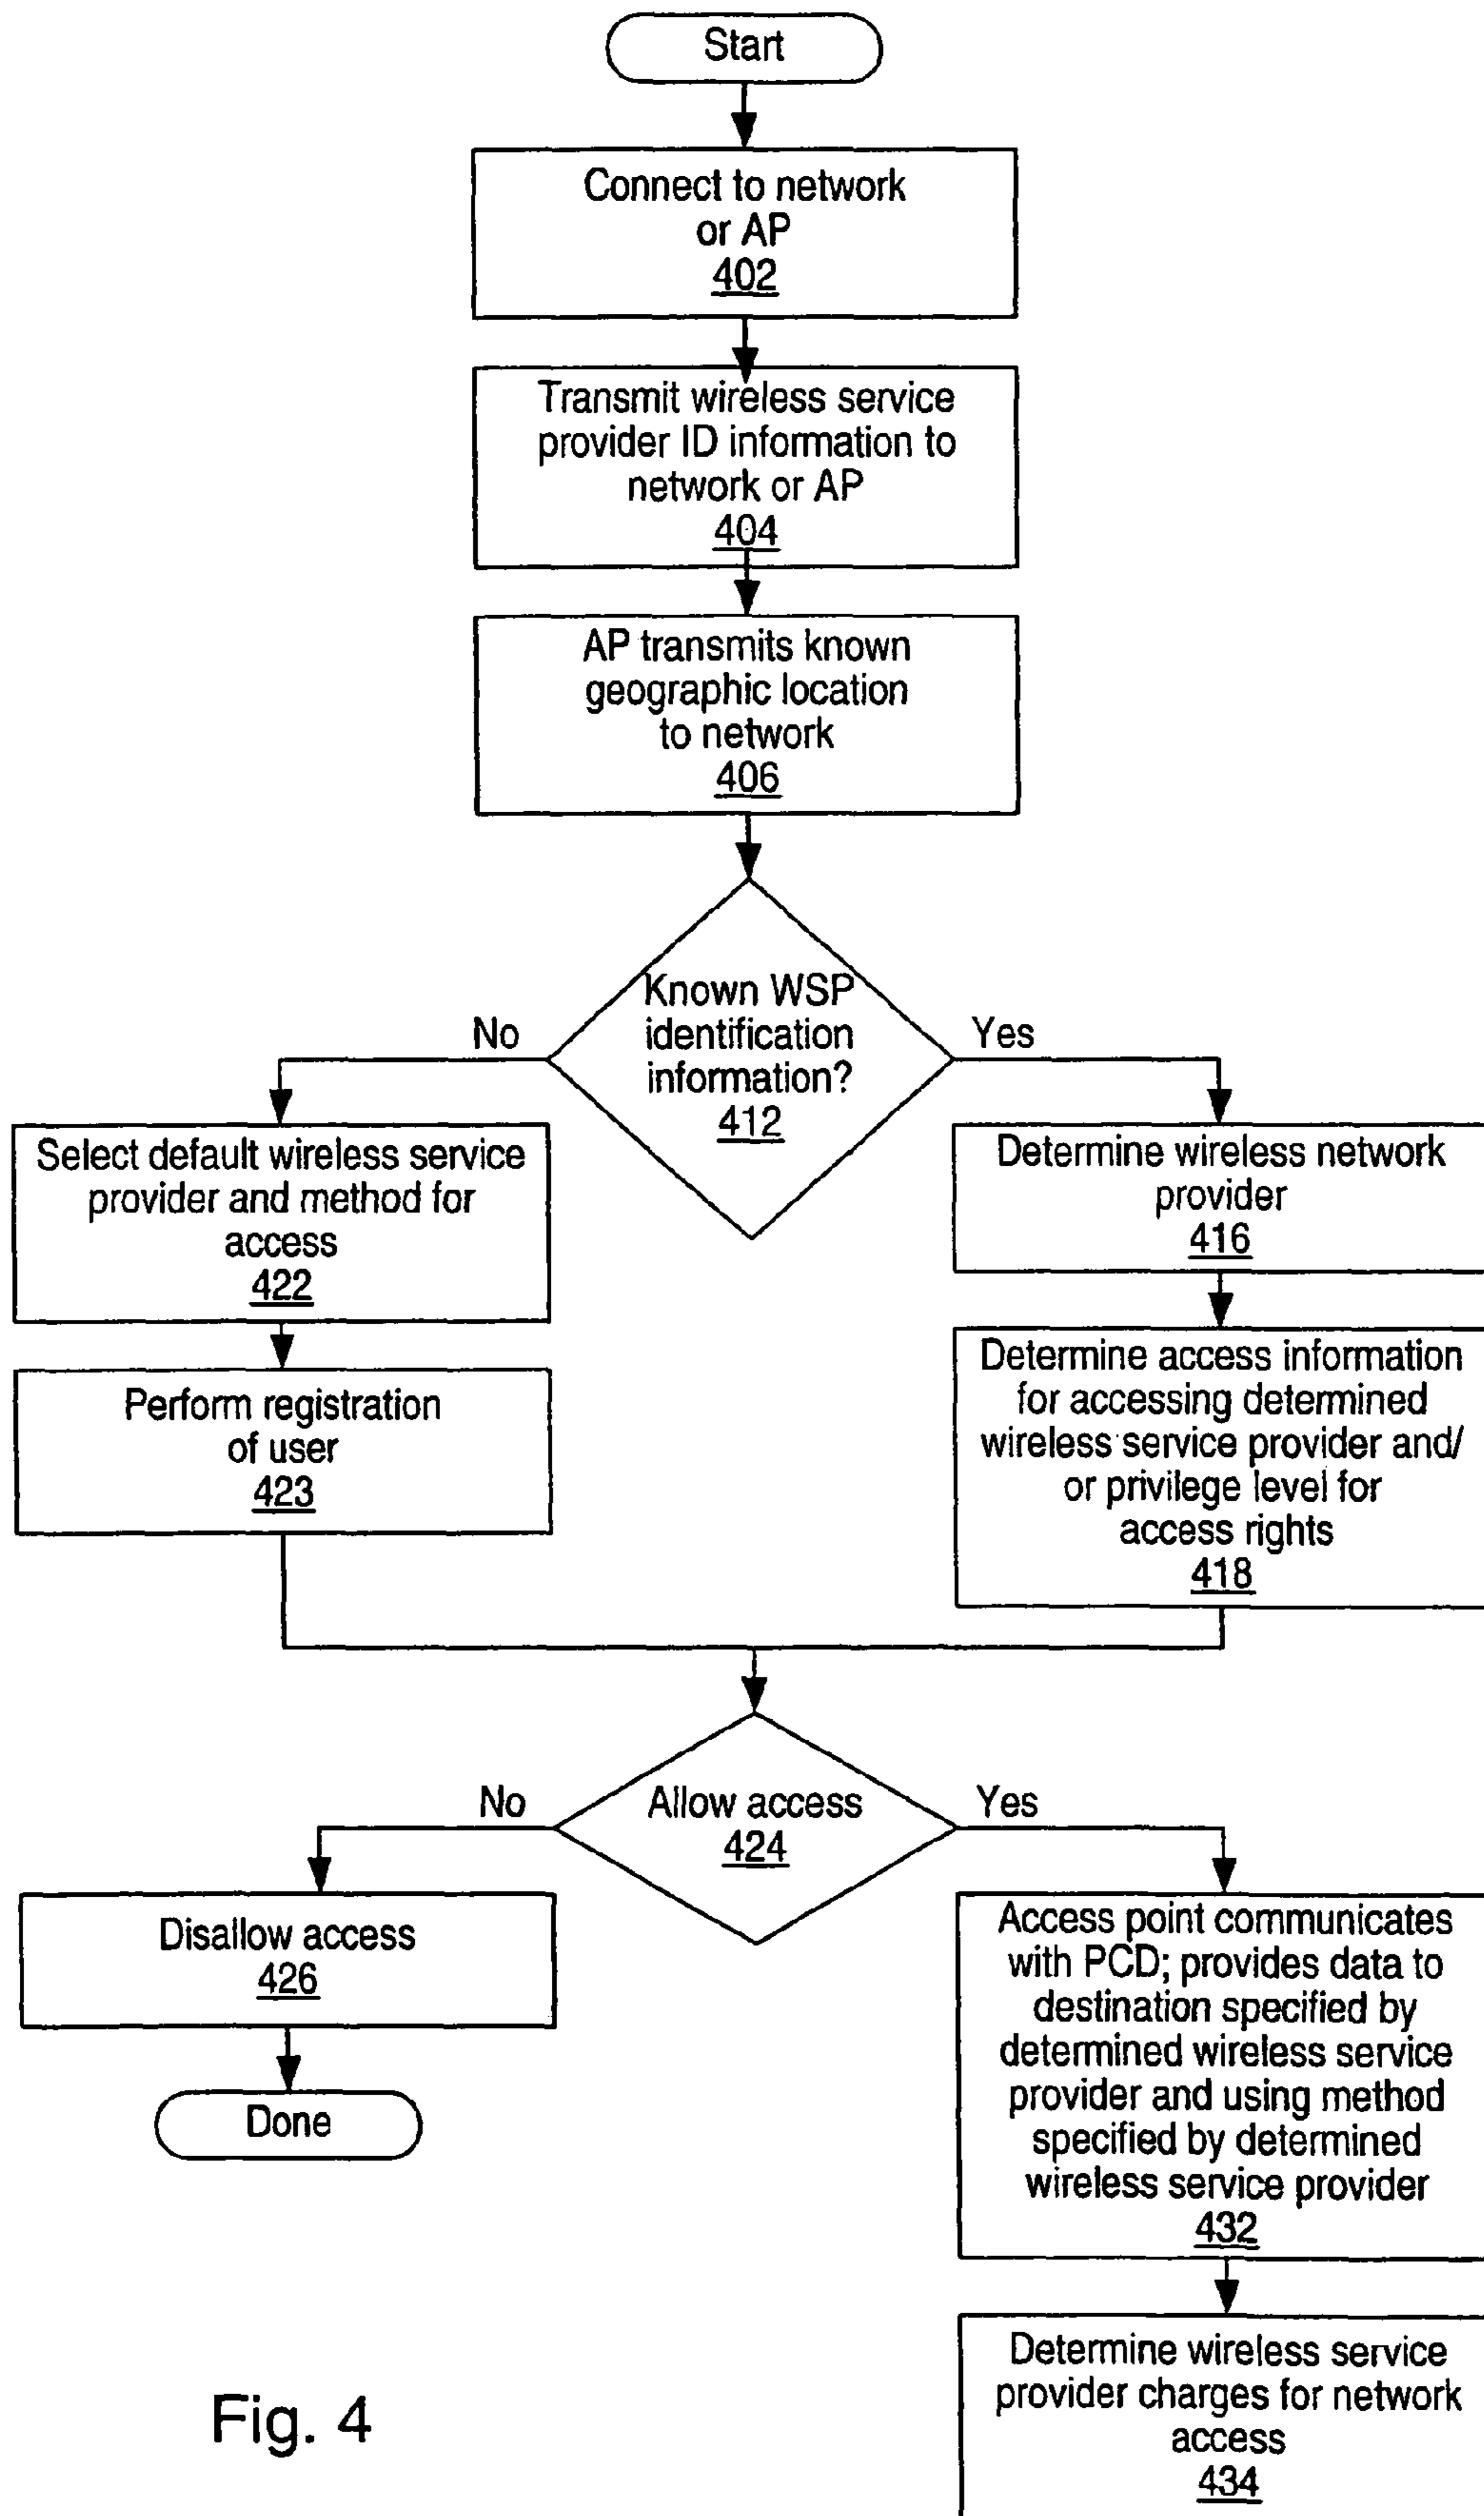 Start
Connect to network
or AP
402
Transmit wireless service
provider ID information to
network or AP
404
AP transmits known
geographic location
to network
406
Known WSP
identification
information?
412
No
Yes
Select default wireless service
provider and method for
access
422
Perform registration
of user
423
Determine wireless network
provider
416
Determine access information
for accessing determined
wireless service provider and/
or privilege level for
access rights
418
Allow access
424
No
Yes
Disallow access
426
Done
Access point communicates
with PCD; provides data to
destination specified by
determined wireless service
provider and using method
specified by determined
wireless service provider
432
Determine wireless service
provider charges for network
access
434
Fig. 4